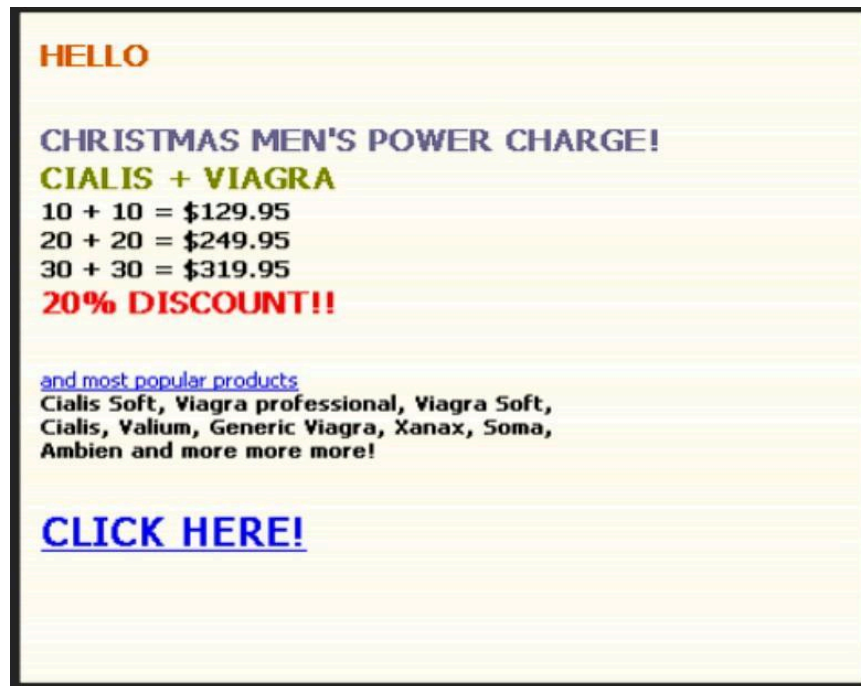 HELLO
CHRISTMAS MEN'S POWER CHARGE!
CIALIS + VIAGRA
10 + 10 = $129.95
20 + 20 = $249.95
30 + 30 = $319.95
20% DISCOUNT!!
and most popular products
Cialis Soft, Viagra professional, Viagra Soft,
Cialis, Valium, Generic Viagra, Xanax, Soma,
Ambien and more more more!
CLICK HERE!